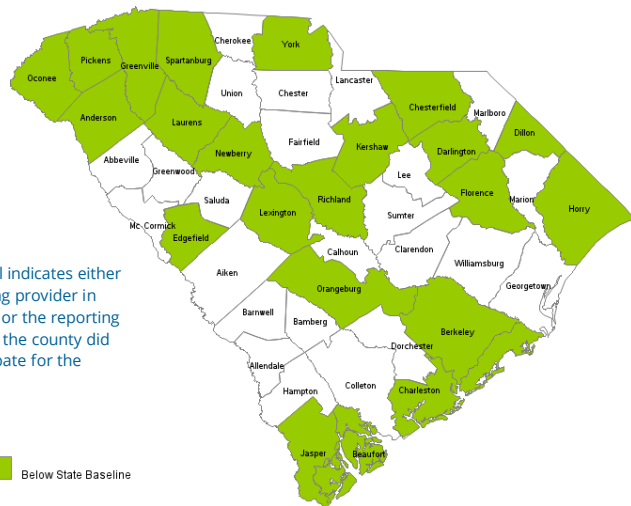 Cherokee
York
Pickens
Greenville
Spartanburg
Oconee
Lancaster
Union
Chester
Chesterfield
Marlboro
Anderson
Laurens
Dillon
Fairfield
Kershaw
Darlington
Newberry
Abbeville
Greenwood
Lee
Florence
Marion
Horry
Saluda
Richland
Lexington
Sumter
Mc Cormick
Edgefield
Calhoun
Clarendon
Williamsburg
Aiken
Georgetown
Orangeburg
Barnwell
Bamberg
Berkeley
Dorchester
Allendale
Hampton
Colleton
Charleston
Jasper
Beaufort
l indicates either
g provider in
or the reporting
the county did
pate for the
Below State Baseline